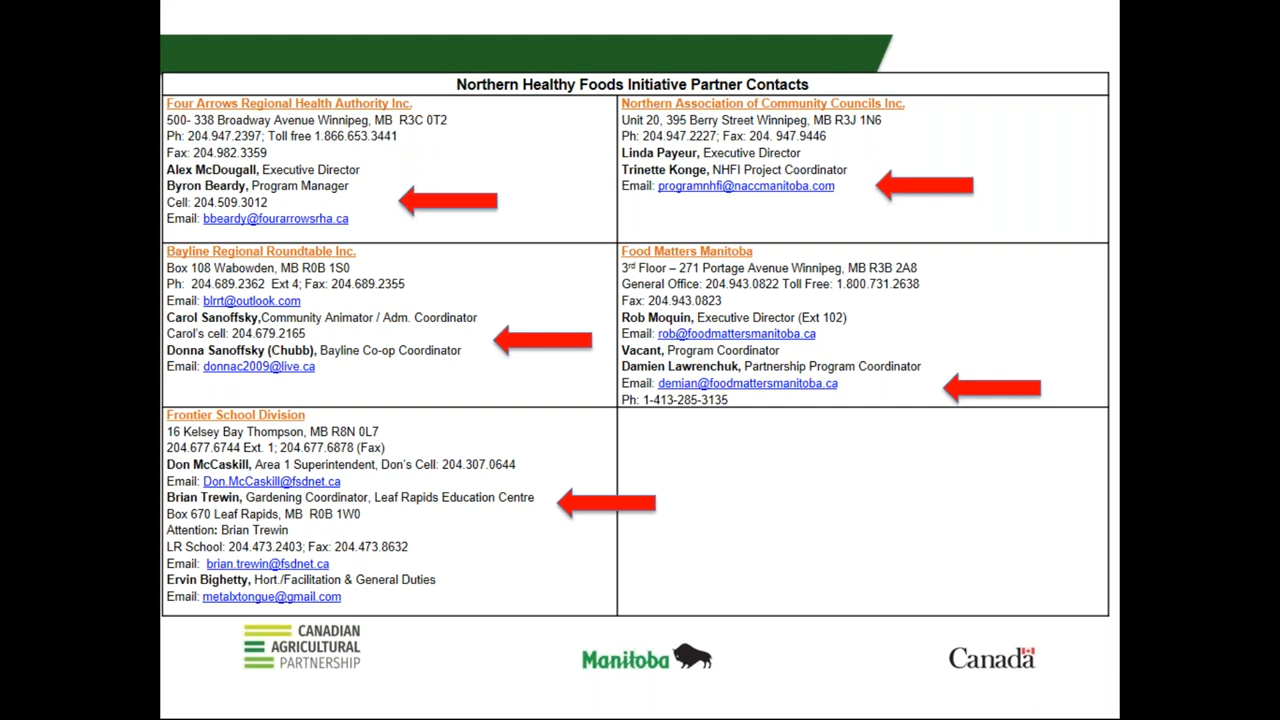 Northern Healthy Foods Initiative Partner Contacts
Four Arrows Regional Health Authority Inc.
500- 338 Broadway Avenue Winnipeg, MB R3C 0T2
Ph: 204.947.2397; Toll free 1.866.653.3441
Fax: 204.982.3359
Alex McDougall, Executive Director
Byron Beardy, Program Manager
Cell: 204.509.3012
Email: bbeardy@fourarrowsrha.ca
Northern Association of Community Councils Inc.
Unit 20, 395 Berry Street Winnipeg, MB R3J 1N6
Ph: 204.947.2227; Fax: 204. 947.9446
Linda Payeur, Executive Director
Trinette Konge, NHFI Project Coordinator
Email: programnhfi@naccmanitoba.com
Bayline Regional Roundtable Inc.
Box 108 Wabowden, MB R0B 1S0
Ph: 204.689.2362 Ext 4; Fax: 204.689.2355
Email: blrrt@outlook.com
Carol Sanoffsky,Community Animator / Adm. Coordinator
Carol's cell: 204.679.2165
Donna Sanoffsky (Chubb), Bayline Co-op Coordinator
Email: donnac2009@live.ca
Food Matters Manitoba
3rd Floor – 271 Portage Avenue Winnipeg, MB R3B 2A8
General Office: 204.943.0822 Toll Free: 1.800.731.2638
Fax: 204.943.0823
Rob Moquin, Executive Director (Ext 102)
Email: rob@foodmattersmanitoba.ca
Vacant, Program Coordinator
Damien Lawrenchuk, Partnership Program Coordinator
Email: demian@foodmattersmanitoba.ca
Ph: 1-413-285-3135
Frontier School Division
16 Kelsey Bay Thompson, MB R8N 0L7
204.677.6744 Ext. 1; 204.677.6878 (Fax)
Don McCaskill, Area 1 Superintendent, Don's Cell: 204.307.0644
Email: Don.McCaskill@fsdnet.ca
Brian Trewin, Gardening Coordinator, Leaf Rapids Education Centre
Box 670 Leaf Rapids, MB R0B 1W0
Attention: Brian Trewin
LR School: 204.473.2403; Fax: 204.473.8632
Email: brian.trewin@fsdnet.ca
Ervin Bighetty, Hort./Facilitation & General Duties
Email: metalxtongue@gmail.com
CANADIAN
AGRICULTURAL
PARTNERSHIP
Manitoba
Canada